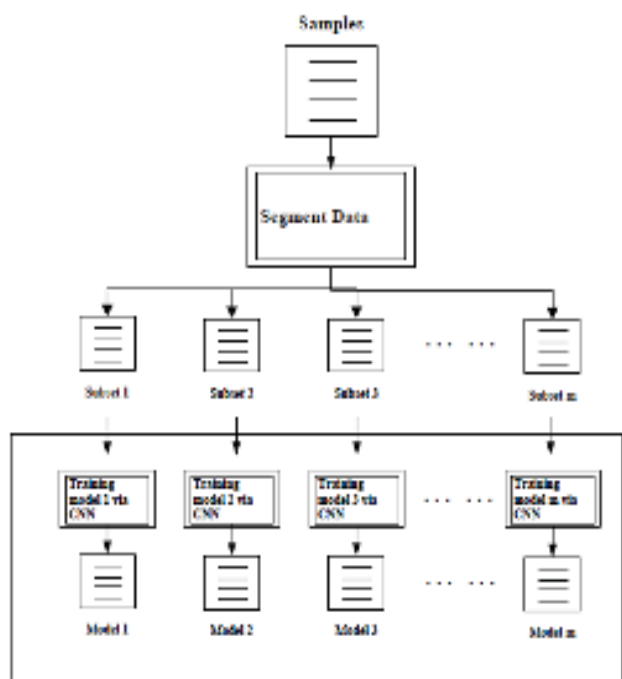 Samples
Segment Data
Subset 1
Subset 2
Subset 3
... ...
Subset m
Training
model 1 via
CNN
Training
model 2 via
CNN
Training
model 3 via
CNN
... ...
Training
model m via
CNN
Model 1
Model 2
Model 3
... ...
Model m